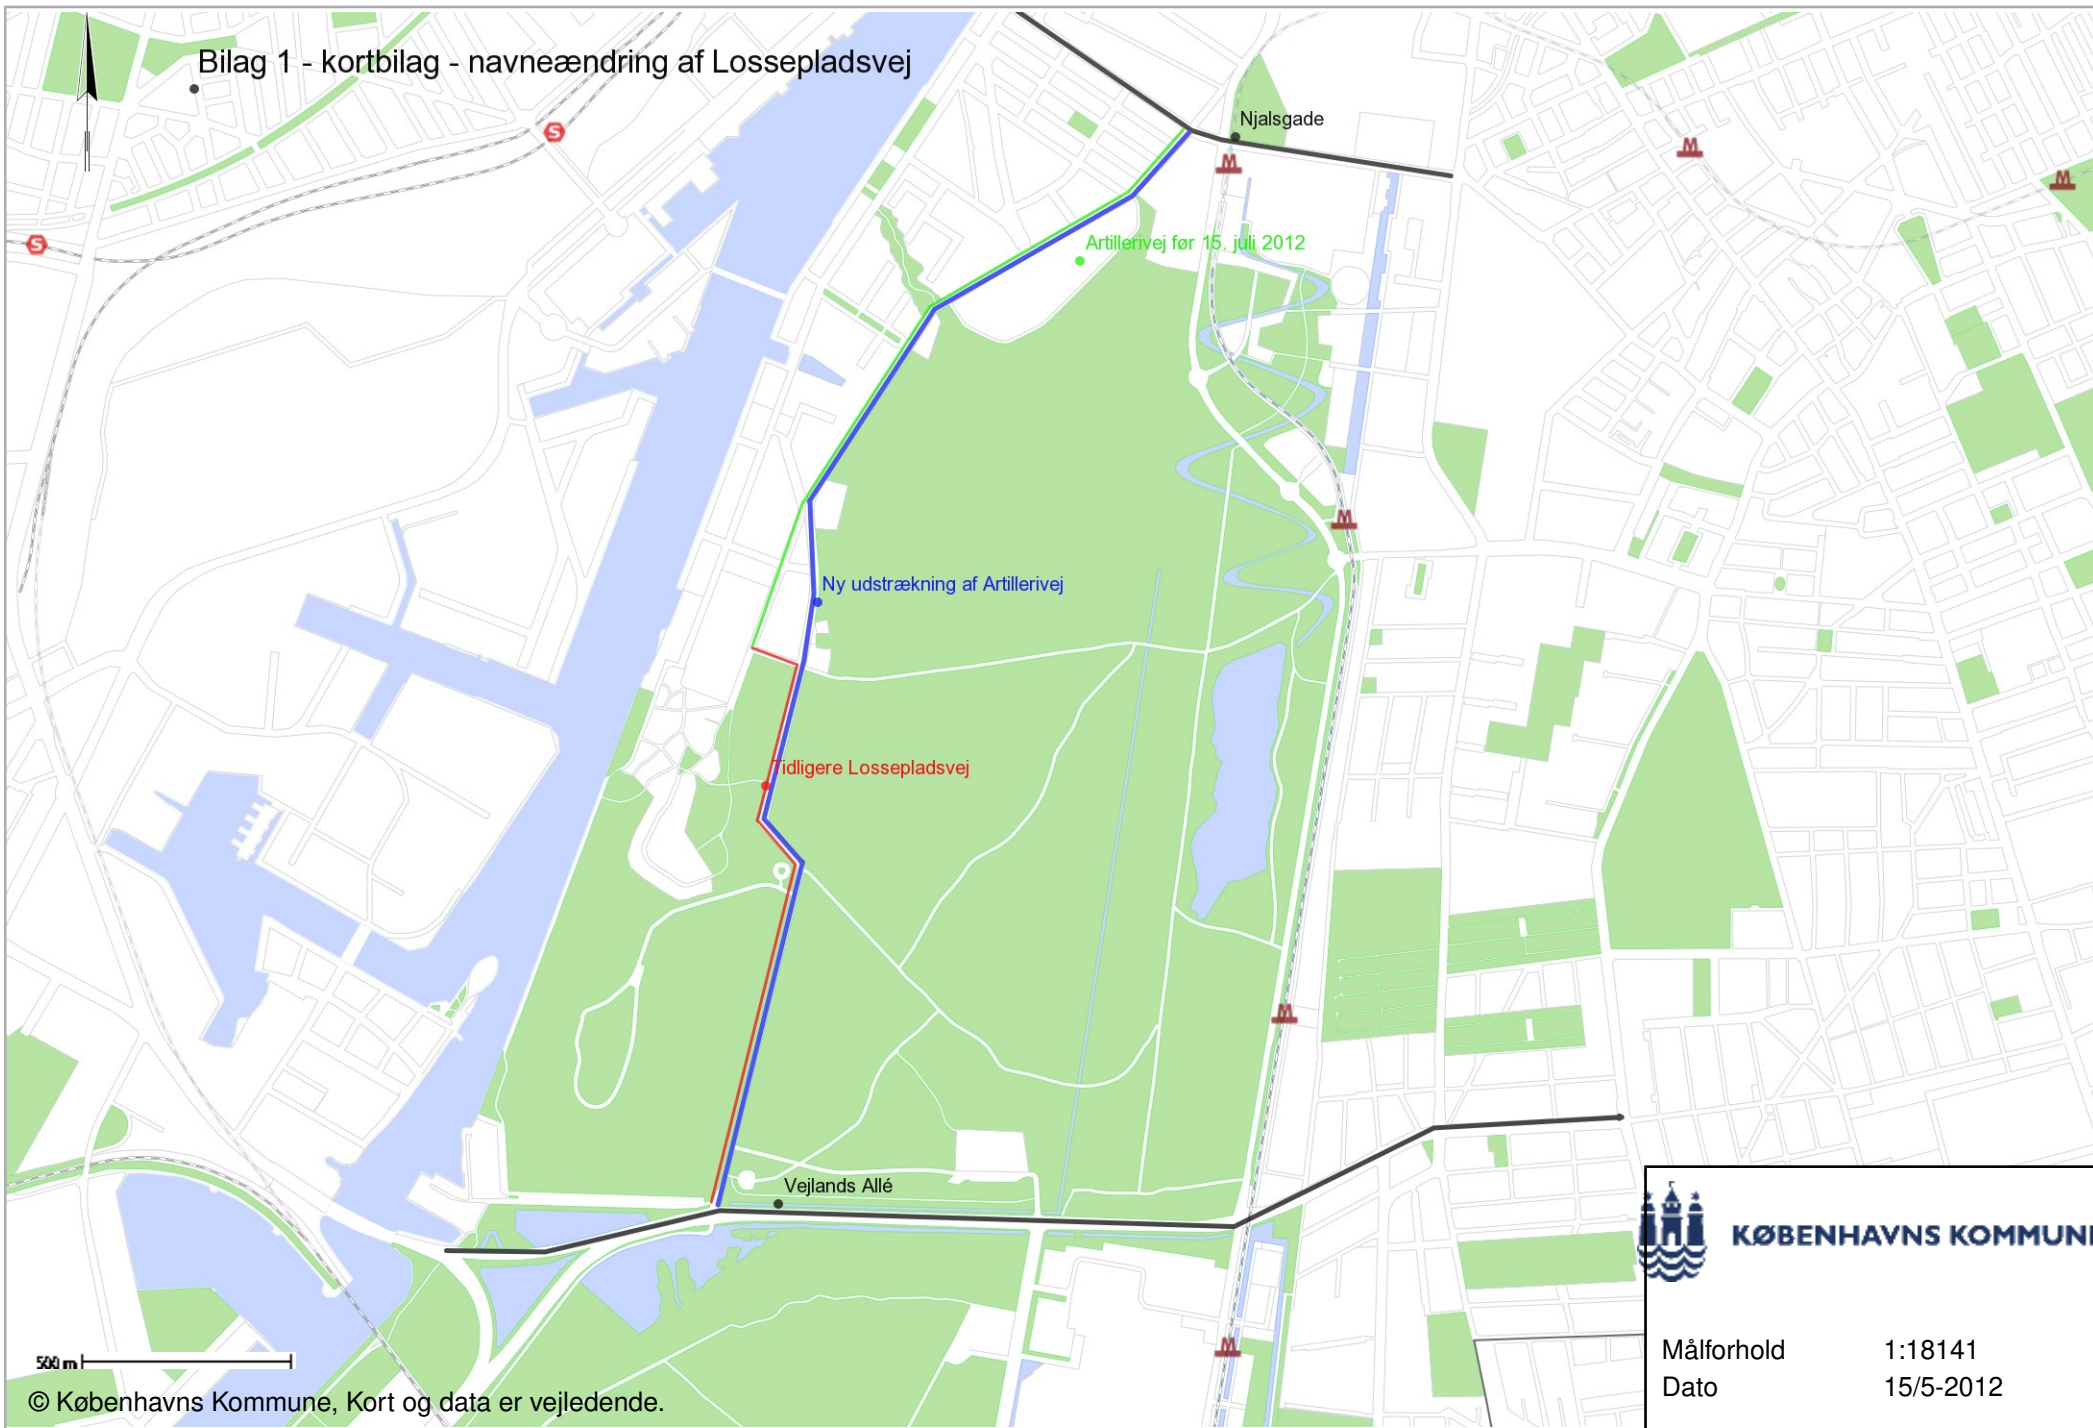 Bilag 1 - kortbilag - navneændring af Lossepladsvej
S
Njalsgade
M
M
M
S
Artillerivej før 15. juli 2012
M
Ny udstrækning af Artillerivej
Tidligere Lossepladsvej
M
Vejlands Allé
KØBENHAVNS KOMMUNE
M
500 m
Målforhold 1:18141
Dato 15/5-2012
© Københavns Kommune, Kort og data er vejledende.